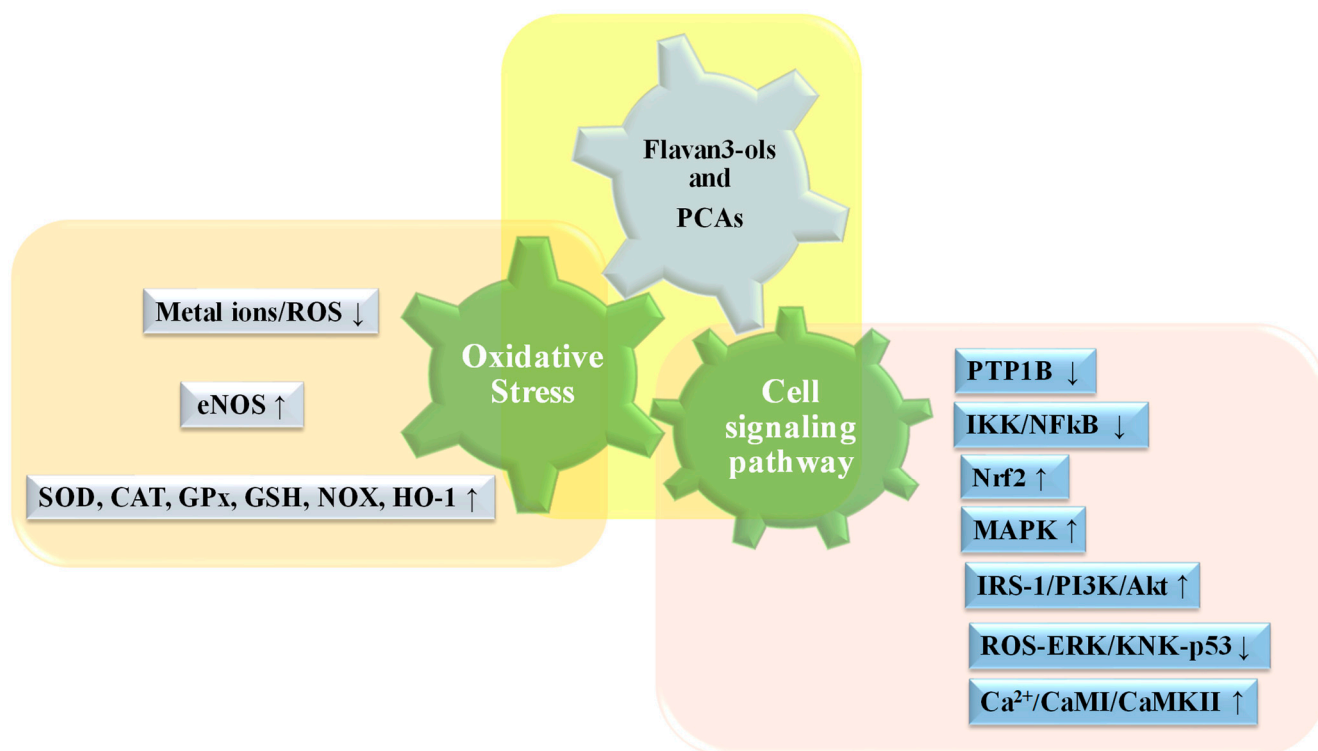 Flavan3-ols
and
PCAs
Metal ions/ROS ↓
eNOS ↑
SOD, CAT, GPx, GSH, NOX, HO-1 ↑
Oxidative
Stress
Cell
signaling
pathway
PTP1B ↓
IKK/NFkB ↓
Nrf2 ↑
MAPK ↑
IRS-1/PI3K/Akt ↑
ROS-ERK/KNK-p53 ↓
Ca²⁺/CaMI/CaMKII ↑